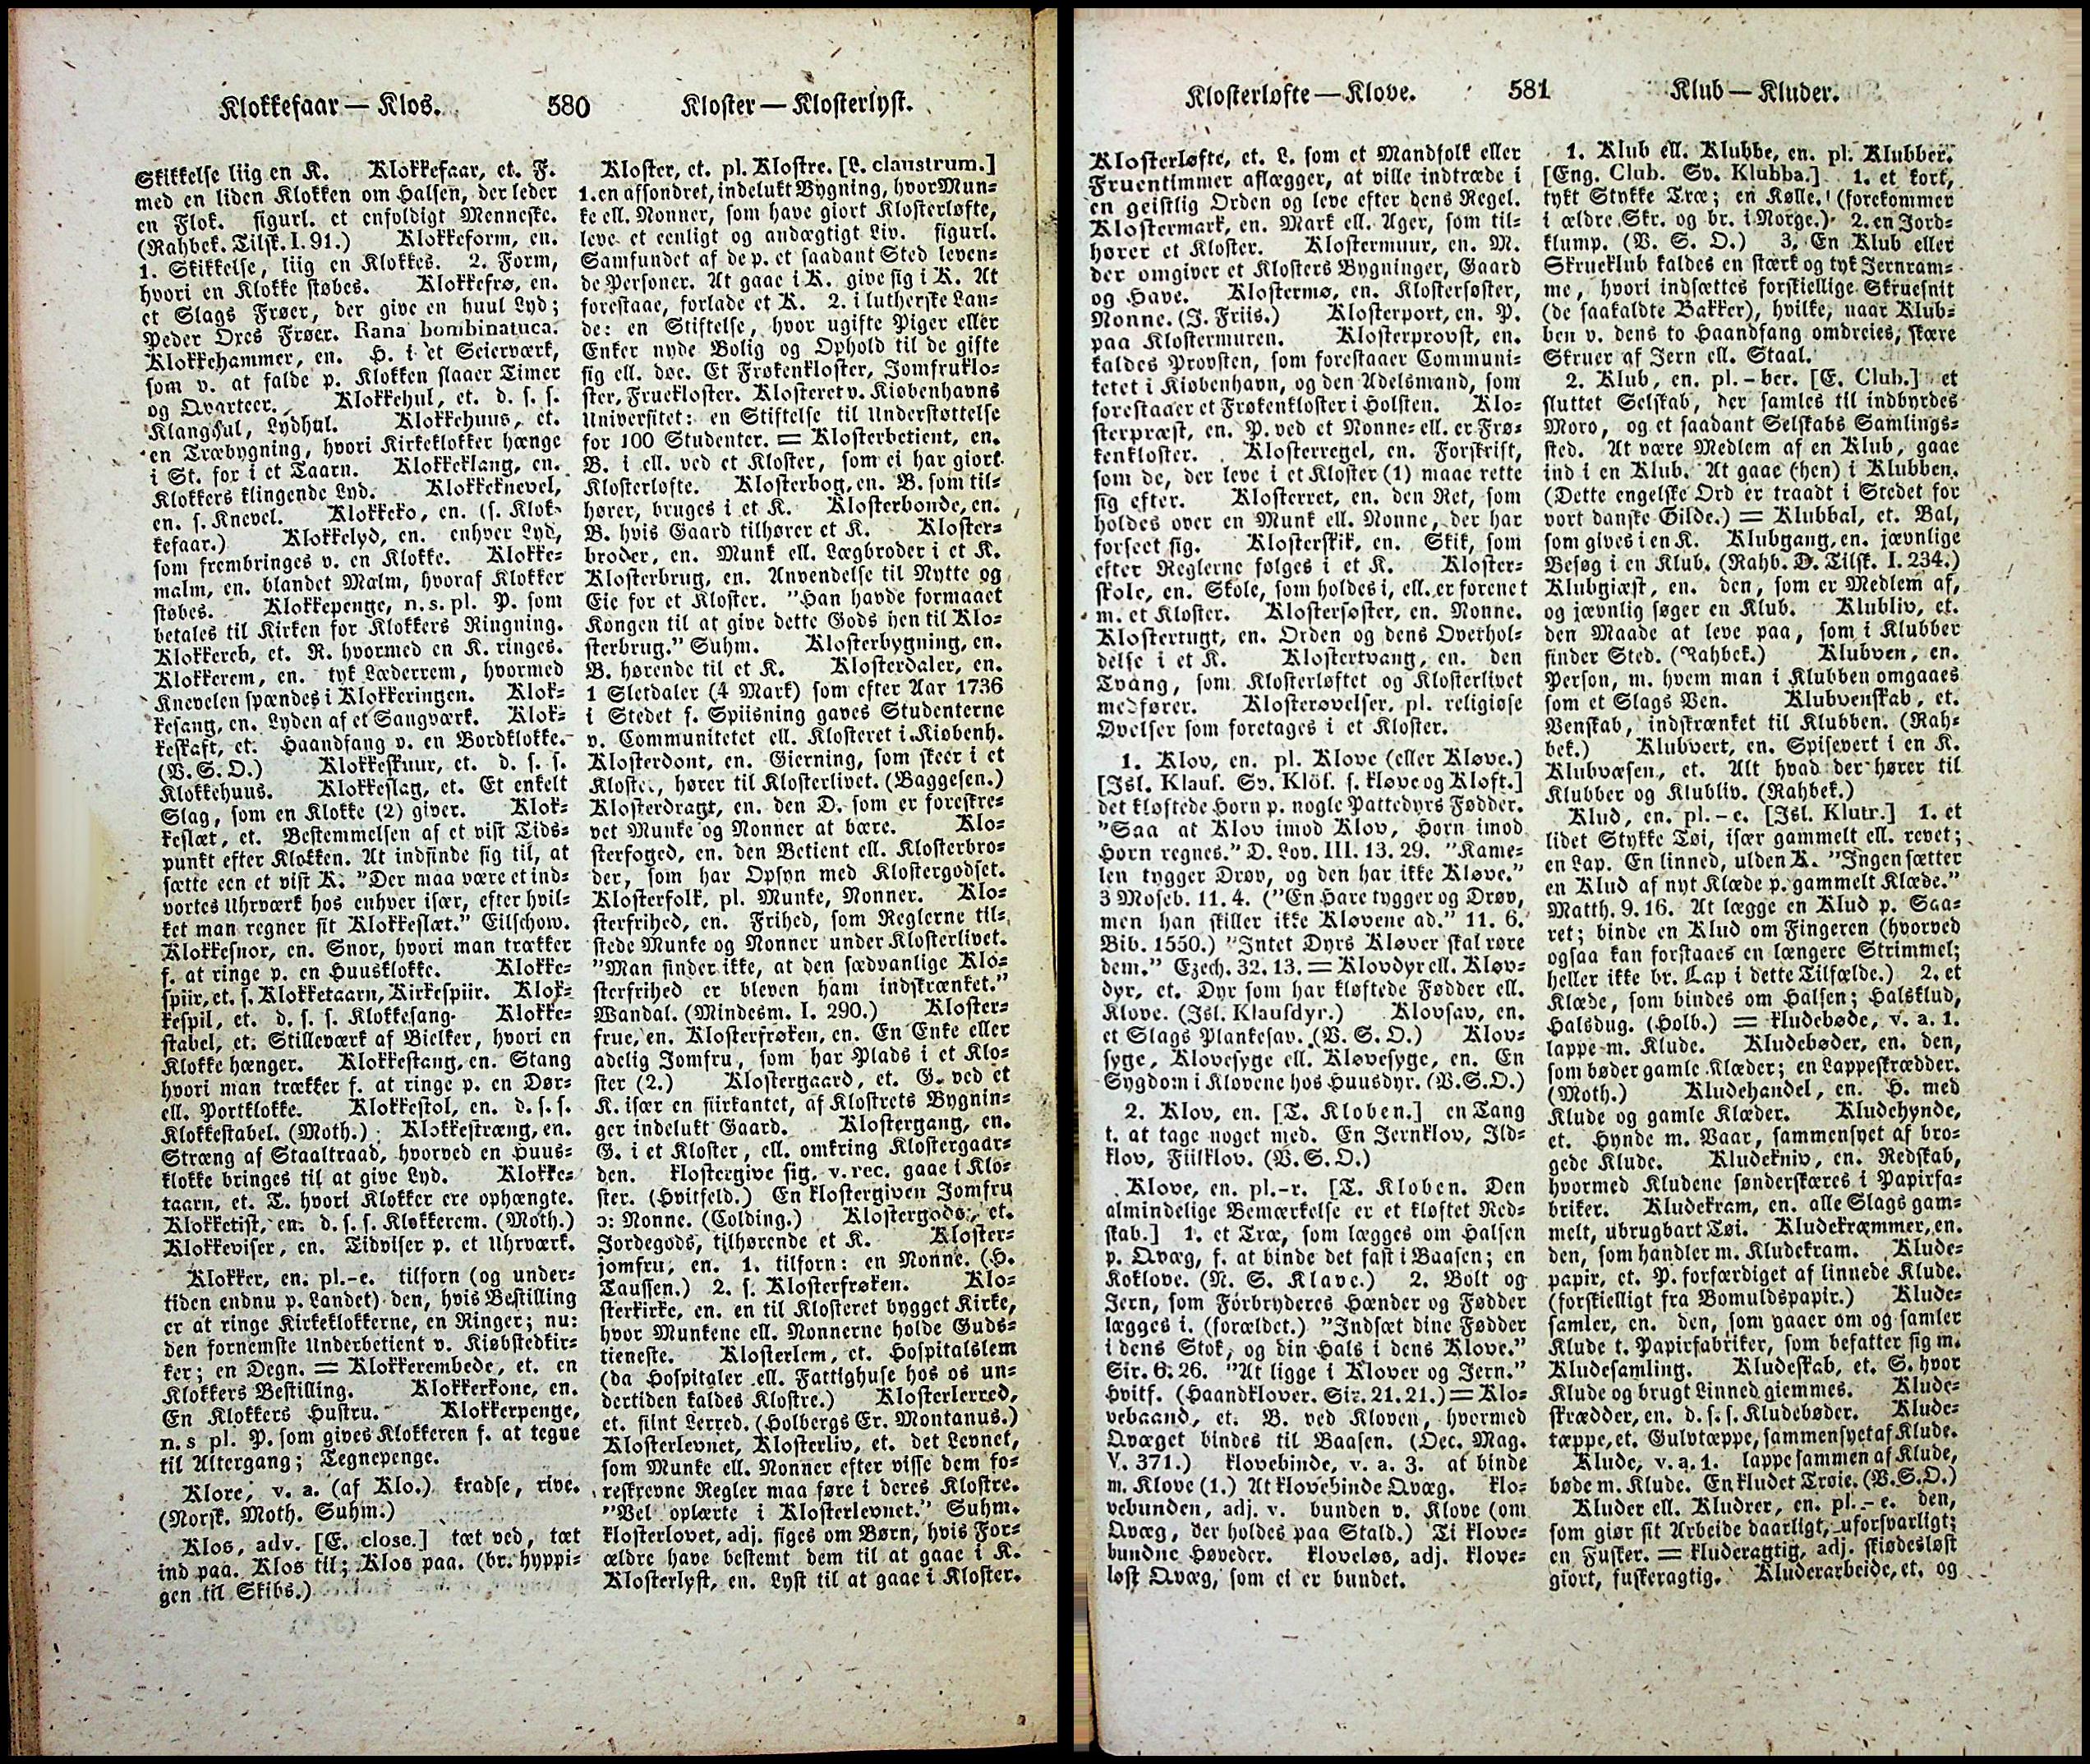 Klokkefaar — Klos.
580
Kloster — Klosterlyst.
Skikkelse liig en K. Klokkefaar, et. F.
med en liden Klokken om Halsen, der leder
en Flok. figurl. et enfoldigt Menneske.
(Rahbek. Tilsk. I. 91.) Klokkeform, en.
1. Skikkelse, liig en Klokkes. 2. Form,
hvori en Klokke støbes. Klokkefrø, en.
et Slags Frøer, der give en huul Lyd;
Peder Ores Frøer. Rana bombinatuca.
Klokkehammer, en. H. i et Seierværk,
som v. at falde p. Klokken slaaer Timer
og Qvarteer. Klokkehul, et. d. s. s.
Klanghul, Lydhul. Klokkehuus, et.
en Træbygning, hvori Kirkeklokker hænge
i St. for i et Taarn. Klokkeklang, en.
Klokkers klingende Lyd. Klokkeknevel,
en. s. Knevel. Klokkeko, en. (s. Klok-
kefaar.) Klokkelyd, en. enhver Lyd,
som frembringes v. en Klokke. Klokke-
malm, en. blandet Malm, hvoraf Klokker
støbes. Klokkepenge, n. s. pl. P. som
betales til Kirken for Klokkers Ringning.
Klokkereb, et. R. hvormed en K. ringes.
Klokkerem, en. tyk Læderrem, hvormed
Knevelen spændes i Klokkeringen. Klok-
kesang, en. Lyden af et Sangværk. Klok-
keskaft, et. Haandfang v. en Bordklokke.
(V. S. O.) Klokkeskuur, et. d. s. s.
Klokkehuus. Klokkeslag, et. Et enkelt
Slag, som en Klokke (2) giver. Klok-
keslæt, et. Bestemmelsen af et vist Tids-
punkt efter Klokken. At indfinde sig til, at
sætte een et vist K. "Der maa være et ind-
vortes Uhrværk hos enhver især, efter hvil-
ket man regner sit Klokkeslæt." Eilschow.
Klokkesnor, en. Snor, hvori man trækker
f. at ringe p. en Huusklokke. Klokke-
spiir, et. s. Klokketaarn, Kirkespiir. Klok-
kespil, et. d. s. s. Klokkesang. Klokke-
stabel, et. Stilleværk af Bielker, hvori en
Klokke hænger. Klokkestang, en. Stang
hvori man trækker f. at ringe p. en Dør-
ell. Portklokke. Klokkestol, en. d. s. s.
Klokkestabel. (Moth.) Klokkestræng, en.
Stræng af Staaltraad, hvorved en Huus-
klokke bringes til at give Lyd. Klokke-
taarn, et. T. hvori Klokker ere ophængte.
Klokketist, en. d. s. s. Klokkerem. (Moth.)
Klokkeviser, en. Tidviser p. et Uhrværk.
Klokker, en. pl.-e. tilforn (og under-
tiden endnu p. Landet) den, hvis Bestilling
er at ringe Kirkeklokkerne, en Ringer; nu:
den fornemste Underbetient v. Kiøbstedkir-
ker; en Degn. = Klokkerembede, et. en
Klokkers Bestilling. Klokkerkone, en.
En Klokkers Hustru. Klokkerpenge,
n. s pl. P. som gives Klokkeren f. at tegne
til Altergang; Tegnepenge.
Klore, v. a. (af Klo.) kradse, rive.
(Norsk. Moth. Suhm.)
Klos, adv. [E. close.] tæt ved, tæt
ind paa. Klos til; Klos paa. (br. hyppi-
gen til Skibs.)
Kloster, et. pl. Klostre. [L. claustrum.]
1. en affondret, indelukt Bygning, hvor Mun-
ke ell. Nonner, som have giort Klosterløfte,
leve et eenligt og andægtigt Liv. figurl.
Samfundet af de p. et saadant Sted leven-
de Personer. At gaae i K. give sig i K. At
forestaae, forlade et K. 2. i lutherske Lan-
de: en Stiftelse, hvor ugifte Piger eller
Enker nyde Bolig og Ophold til de gifte
sig ell. døe. Et Frøkenkloster, Jomfruklo-
ster, Fruekloster. Klosteret v. Kiøbenhavns
Universitet: en Stiftelse til Understøttelse
for 100 Studenter. = Klosterbetient, en.
B. i ell. ved et Kloster, som ei har giort
Klosterløfte. Klosterbog, en. B. som til-
hører, bruges i et K. Klosterbonde, en.
B. hvis Gaard tilhører et K. Kloster-
broder, en. Munk ell. Lægbroder i et K.
Klosterbrug, en. Anvendelse til Nytte og
Eie for et Kloster. "Han havde formaaet
Kongen til at give dette Gods hen til Klo-
sterbrug." Suhm. Klosterbygning, en.
B. hørende til et K. Klosterdaler, en.
1 Sletdaler (4 Mark) som efter Aar 1736
i Stedet f. Spiisning gaves Studenterne
v. Communitetet ell. Klosteret i Kiøbenh.
Klosterdont, en. Gierning, som skeer i et
Kloster, hører til Klosterlivet. (Baggesen.)
Klosterdragt, en. den D. som er foreskre-
vet Munke og Nonner at bære. Klo-
sterfoged, en. den Betient ell. Klosterbro-
der, som har Opsyn med Klostergodset.
Klosterfolk, pl. Munke, Nonner. Klo-
sterfrihed, en. Frihed, som Reglerne til-
stede Munke og Nonner under Klosterlivet.
"Man finder ikke, at den sædvanlige Klo-
sterfrihed er bleven ham indskrænket."
Wandal. (Mindesm. I. 290.) Kloster-
frue, en. Klosterfrøken, en. En Enke eller
adelig Jomfru, som har Plads i et Klo-
ster (2.) Klostergaard, et. G. ved et
K. især en fiirkantet, af Klostrets Bygnin-
ger indelukt Gaard. Klostergang, en.
G. i et Kloster, ell. omkring Klostergaar-
den. klostergive sig, v. rec. gaae i Klo-
ster. (Hvitfeld.) En klostergiven Jomfru
ɔ: Nonne. (Colding.) Klostergods, et.
Jordegods, tilhørende et K. Kloster-
jomfru, en. 1. tilforn: en Nonne. (H.
Taussen.) 2. s. Klosterfrøken. Klo-
sterkirke, en. en til Klosteret bygget Kirke,
hvor Munkene ell. Nonnerne holde Guds-
tieneste. Klosterlem, et. Hospitalslem
(da Hospitaler ell. Fattighuse hos os un-
dertiden kaldes Klostre.) Klosterlerred,
et. fiint Lerred. (Holbergs Er. Montanus.)
Klosterlevnet, Klosterliv, et. det Levnet,
som Munke ell. Nonner efter visse dem fo-
reskrevne Regler maa føre i deres Klostre.
"Vel oplærte i Klosterlevnet." Suhm.
klosterlovet, adj. siges om Børn, hvis For-
ældre have bestemt dem til at gaae i K.
Klosterlyst, en. Lyst til at gaae i Kloster.
Klosterløfte — Klove.
581
Klub — Kluder.
Klosterløfte, et. L. som et Mandfolk eller
Fruentimmer aflægger, at ville indtræde i
en geistlig Orden og leve efter dens Regel.
Klostermark, en. Mark ell. Ager, som til-
hører et Kloster. Klostermuur, en. M.
der omgiver et Klosters Bygninger, Gaard
og Have. Klostermø, en. Klostersøster,
Nonne. (J. Friis.) Klosterport, en. P.
paa Klostermuren. Klosterprovst, en.
kaldes Provsten, som forestaaer Communi-
tetet i Kiøbenhavn, og den Adelsmand, som
forestaaer et Frøkenkloster i Holsten. Klo-
sterpræst, en. P. ved et Nonne- ell. er Frø-
kenkloster. Klosterregel, en. Forskrift,
som de, der leve i et Kloster (1) maae rette
sig efter. Klosterret, en. den Ret, som
holdes over en Munk ell. Nonne, der har
forseet sig. Klosterskik, en. Skik, som
efter Reglerne følges i et K. Kloster-
skole, en. Skole, som holdes i, ell. er forenet
m. et Kloster. Klostersøster, en. Nonne.
Klostertugt, en. Orden og dens Overhol-
delse i et K. Klostertvang, en. den
Tvang, som Klosterløftet og Klosterlivet
medfører. Klosterøvelser, pl. religiøse
Øvelser som foretages i et Kloster.
1. Klov, en. pl. Klove (eller Kløve.)
[Isl. Klauf. Sv. Klöf. s. kløve og Kløft.]
det kløftede Horn p. nogle Pattedyrs Fødder.
"Saa at Klov imod Klov, Horn imod
Horn regnes." D. Lov. III. 13. 29. "Kame-
len tygger Drøv, og den har ikke Kløve."
3 Moseb. 11. 4. ("En Hare tygger og Drøv,
men han skiller ikke Kløvene ad." 11. 6.
Bib. 1550.) "Intet Dyrs Kløver skal røre
dem." Ezech. 32. 13. = Klovdyr ell. Kløv-
dyr, et. Dyr som har kløftede Fødder ell.
Klove. (Isl. Klaufdyr.) Klovsav, en.
et Slags Plankesav. (V. S. O.) Klov-
syge, Klovesyge ell. Kløvesyge, en. En
Sygdom i Klovene hos Huusdyr. (V. S. O.)
2. Klov, en. [T. Kloben.] en Tang
t. at tage noget med. En Jernklov, Ild-
klov, Fiilklov. (V. S. O.)
Klove, en. pl.-r. [T. Kloben. Den
almindelige Bemærkelse er et kløftet Red-
skab.] 1. et Træ, som lægges om Halsen
p. Qvæg, f. at binde det fast i Baasen; en
Koklove. (N. S. Klave.) 2. Bolt og
Jern, som Forbryderes Hænder og Fødder
lægges i. (forældet.) "Indsæt dine Fødder
i dens Stok, og din Hals i dens Klove."
Sir. 6. 26. "At ligge i Klover og Jern."
Hvitf. (Haandklover. Sir. 21. 21.) = Klo-
vebaand, et. B. ved Kloven, hvormed
Qvæget bindes til Baasen. (Oec. Mag.
V. 371.) klovebinde, v. a. 3. at binde
m. Klove (1.) At klovebinde Qvæg. klo-
vebunden, adj. v. bunden v. Klove (om
Qvæg, der holdes paa Stald.) Ti klove-
bundne Høveder. kloveløs, adj. klove-
løst Qvæg, som ei er bundet.
1. Klub ell. Klubbe, en. pl. Klubber.
[Eng. Club. Sv. Klubba.] 1. et kort,
tykt Stykke Træ; en Kølle. (forekommer
i ældre Skr. og br. i Norge.) 2. en Jord-
klump. (V. S. O.) 3. En Klub eller
Skrueklub kaldes en stærk og tyk Jernram-
me, hvori indsættes forskiellige Skruesnit
(de saakaldte Bakker), hvilke, naar Klub-
ben v. dens to Haandfang omdreies, skære
Skruer af Jern ell. Staal.
2. Klub, en. pl. - ber. [E. Club.] et
sluttet Selskab, der samles til indbyrdes
Moro, og et saadant Selskabs Samlings-
sted. At være Medlem af en Klub, gaae
ind i en Klub. At gaae (hen) i Klubben.
(Dette engelske Ord er traadt i Stedet for
vort danske Gilde.) = Klubbal, et. Bal,
som gives i en K. Klubgang, en. jævnlige
Besøg i en Klub. (Rahb. D. Tilsk. I. 234.)
Klubgiæst, en. den, som er Medlem af,
og jævnlig søger en Klub. Klubliv, et.
den Maade at leve paa, som i Klubber
finder Sted. (Rahbek.) Klubven, en.
Person, m. hvem man i Klubben omgaaes
som et Slags Ven. Klubvenskab, et.
Venskab, indskrænket til Klubben. (Rah-
bek.) Klubvert, en. Spisevert i en K.
Klubvæsen, et. Alt hvad der hører til
Klubber og Klubliv. (Rahbek.)
Klud, en. pl. - e. [Isl. Klutr.] 1. et
lidet Stykke Tøi, især gammelt ell. revet;
en Lap. En linned, ulden K. "Ingen sætter
en Klud af nyt Klæde p. gammelt Klæde."
Matth. 9. 16. At lægge en Klud p. Saa-
ret; binde en Klud om Fingeren (hvorved
ogsaa kan forstaaes en længere Strimmel;
heller ikke br. Lap i dette Tilfælde.) 2. et
Klæde, som bindes om Halsen; Halsklud,
Halsdug. (Holb.) = kludebøde, v. a. 1.
lappe m. Klude. Kludebøder, en. den,
som bøder gamle Klæder; en Lappeskrædder.
(Moth.) Kludehandel, en. H. med
Klude og gamle Klæder. Kludehynde,
et. Hynde m. Vaar, sammensyet af bro-
gede Klude. Kludekniv, en. Redskab,
hvormed Kludene sønderskæres i Papirfa-
briker. Kludekram, en. alle Slags gam-
melt, ubrugbart Tøi. Kludekræmmer, en.
den, som handler m. Kludekram. Klude-
papir, et. P. forfærdiget af linnede Klude.
(forskielligt fra Bomuldspapir.) Klude-
samler, en. den, som gaaer om og samler
Klude t. Papirfabriker, som befatter sig m.
Kludesamling. Kludeskab, et. S. hvor
Klude og brugt Linned giemmes. Klude-
skrædder, en. d. s. s. Kludebøder. Klude-
tæppe, et. Gulvtæppe, sammensyet af Klude.
Klude, v. a. 1. lappe sammen af Klude,
bøde m. Klude. En kludet Trøie. (V. S. O.)
Kluder ell. Kludrer, en. pl. - e. den,
som giør sit Arbeide daarligt, uforsvarligt;
en Fusker. = kluderagtig, adj. skiødesløst
giort, fuskeragtig. Kluderarbeide, et. og